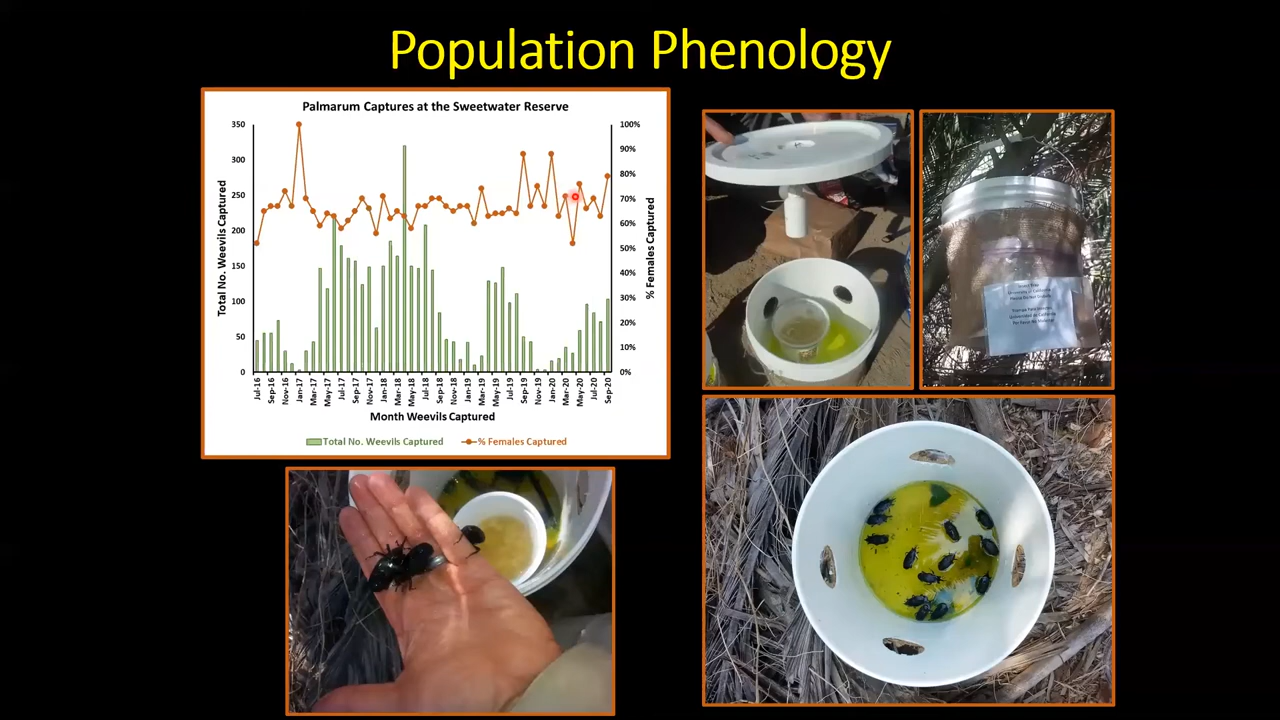 Population Phenology
Palmarum Captures at the Sweetwater Reserve
350
300
250
200
150
100
50
0
Total No. Weevils Captured
100%
90%
80%
70%
60%
50%
40%
30%
20%
10%
0%
% Females Captured
Jul-16
Sep-16
Nov-16
Jan-17
Mar-17
May-17
Jul-17
Sep-17
Nov-17
Jan-18
Mar-18
May-18
Jul-18
Sep-18
Nov-18
Jan-19
Mar-19
May-19
Jul-19
Sep-19
Nov-19
Jan-20
Mar-20
May-20
Jul-20
Sep-20
Month Weevils Captured
Total No. Weevils Captured
% Females Captured
University of California